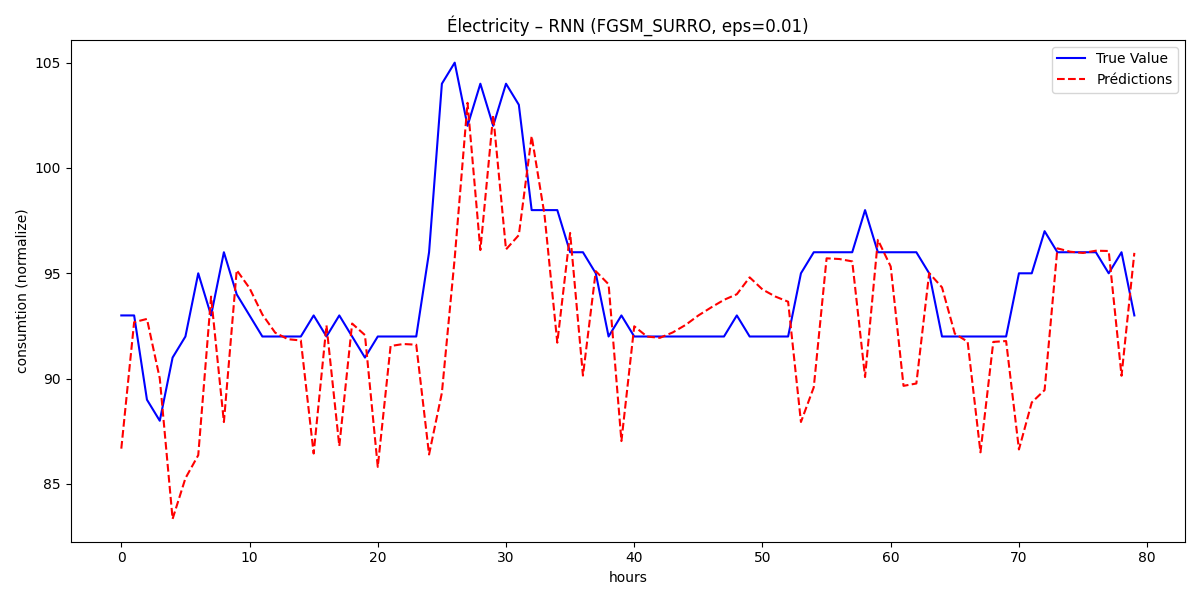 Électricity – RNN (FGSM_SURRO, eps=0.01)
True Value
Prédictions
consumtion (normalize)
105
100
95
90
85
0 10 20 30 40 50 60 70 80
hours